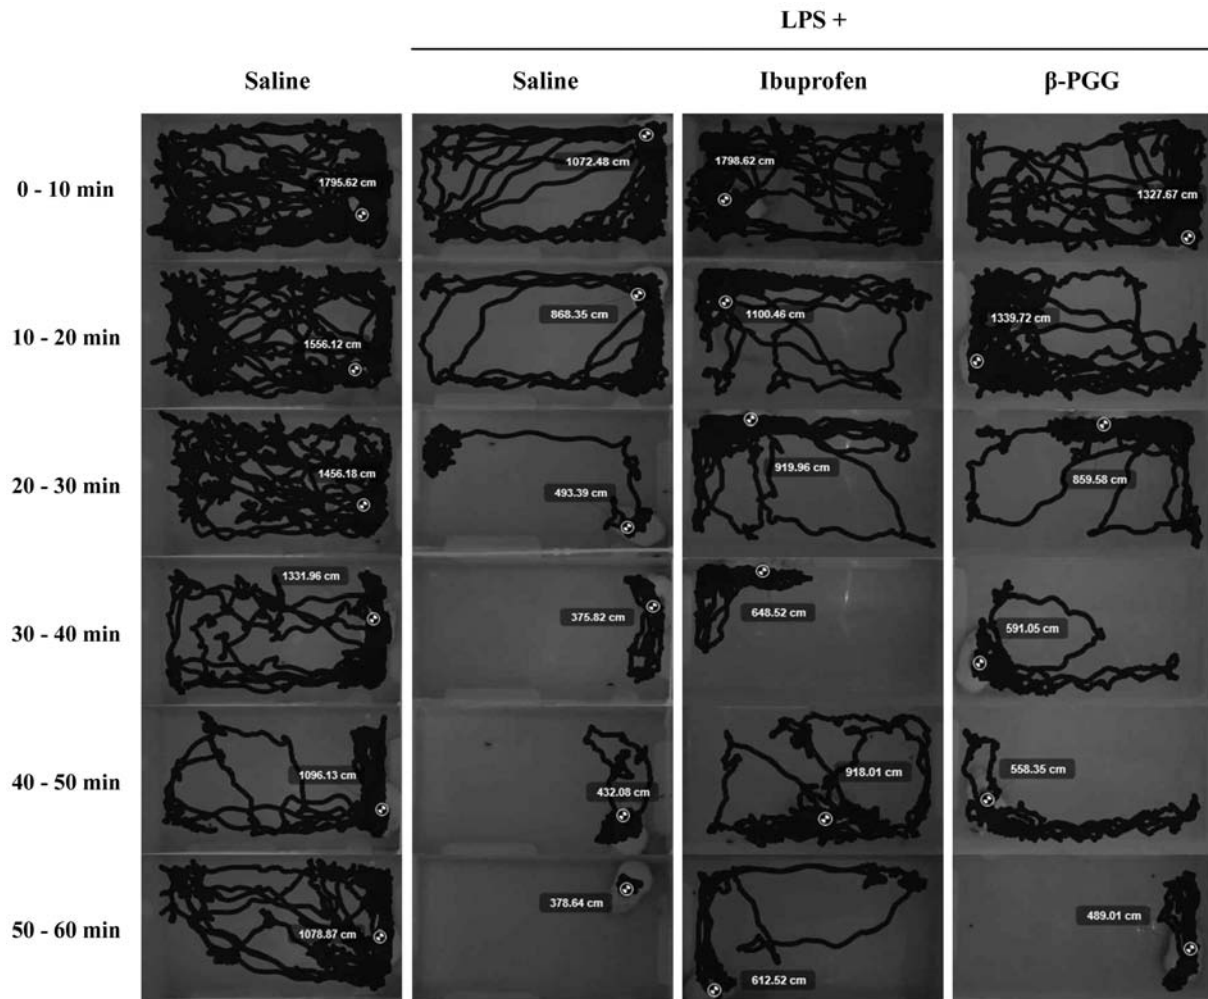 LPS +
Saline Saline Ibuprofen β-PGG
0 - 10 min 1795.62 cm 1072.48 cm 1798.62 cm 1327.67 cm
10 - 20 min 1556.12 cm 868.35 cm 1100.46 cm 1339.72 cm
20 - 30 min 1456.18 cm 493.39 cm 919.96 cm 859.58 cm
30 - 40 min 1331.96 cm 375.82 cm 648.52 cm 591.05 cm
40 - 50 min 1096.13 cm 432.08 cm 918.01 cm 558.35 cm
50 - 60 min 1078.87 cm 378.64 cm 612.52 cm 489.01 cm